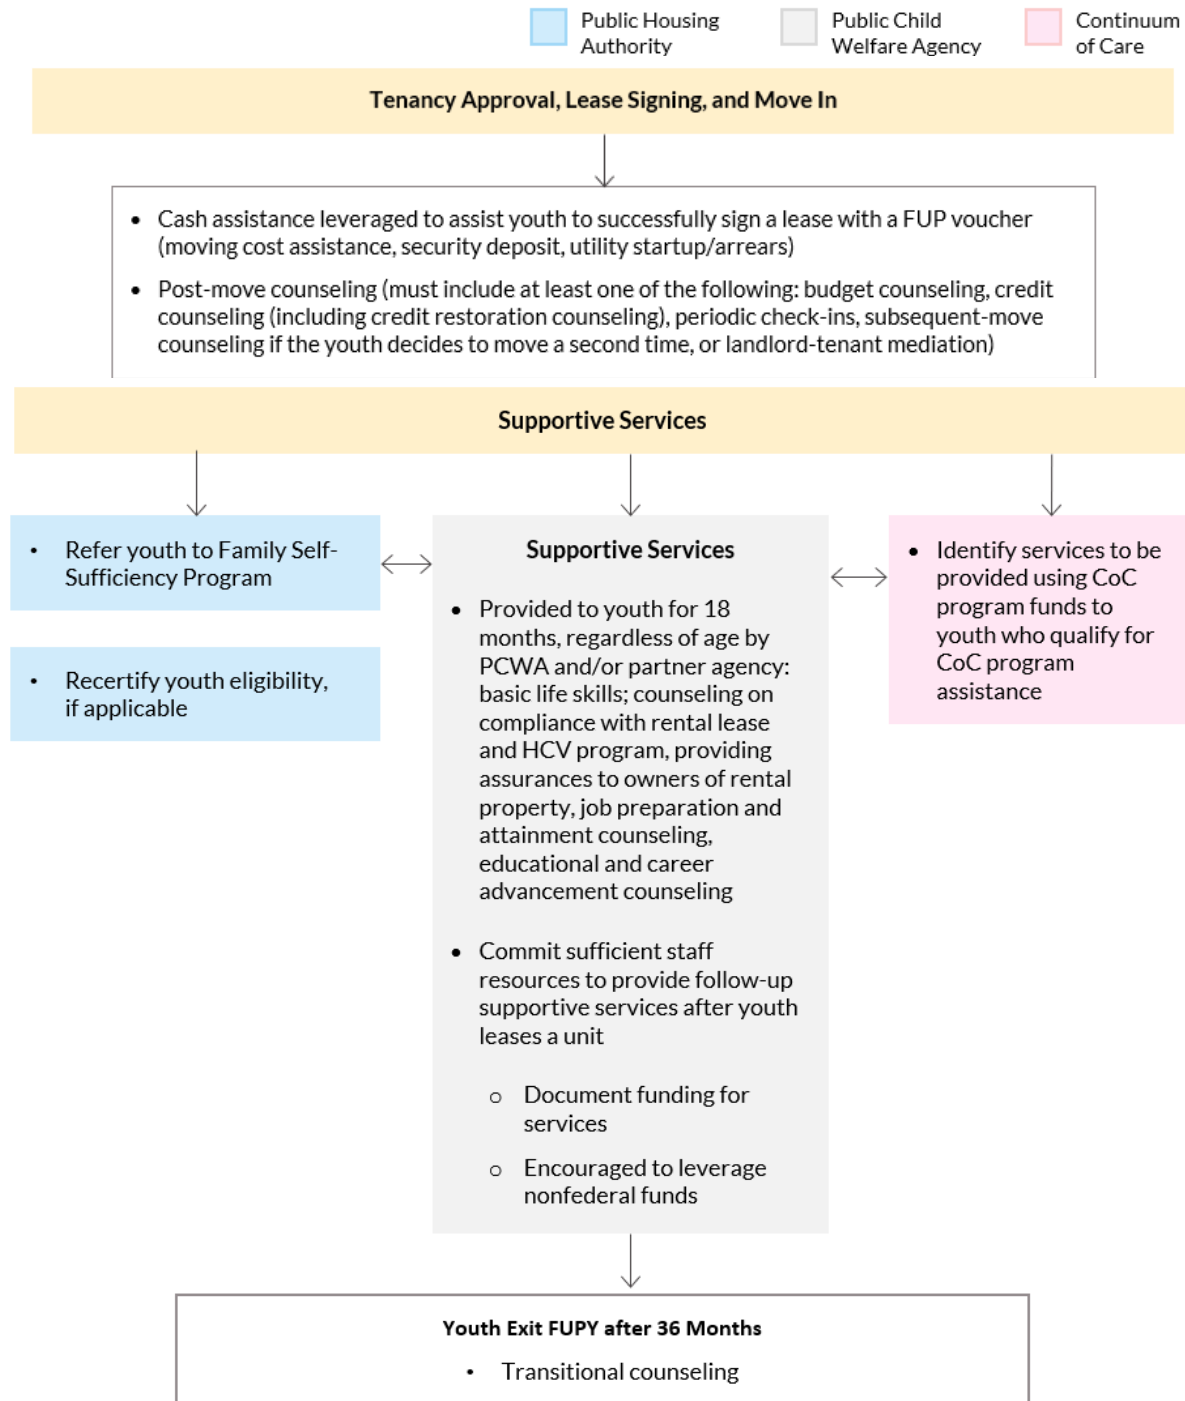 Public Housing
Authority
Public Child
Welfare Agency
Continuum
of Care
Tenancy Approval, Lease Signing, and Move In
• Cash assistance leveraged to assist youth to successfully sign a lease with a FUP voucher
(moving cost assistance, security deposit, utility startup/arrears)
• Post-move counseling (must include at least one of the following: budget counseling, credit
counseling (including credit restoration counseling), periodic check-ins, subsequent-move
counseling if the youth decides to move a second time, or landlord-tenant mediation)
Supportive Services
• Refer youth to Family Self-
Sufficiency Program
• Recertify youth eligibility,
if applicable
Supportive Services
• Provided to youth for 18
months, regardless of age by
PCWA and/or partner agency:
basic life skills; counseling on
compliance with rental lease
and HCV program, providing
assurances to owners of rental
property, job preparation and
attainment counseling,
educational and career
advancement counseling
• Commit sufficient staff
resources to provide follow-up
supportive services after youth
leases a unit
o Document funding for
services
o Encouraged to leverage
nonfederal funds
• Identify services to be
provided using CoC
program funds to
youth who qualify for
CoC program
assistance
Youth Exit FUPY after 36 Months
• Transitional counseling